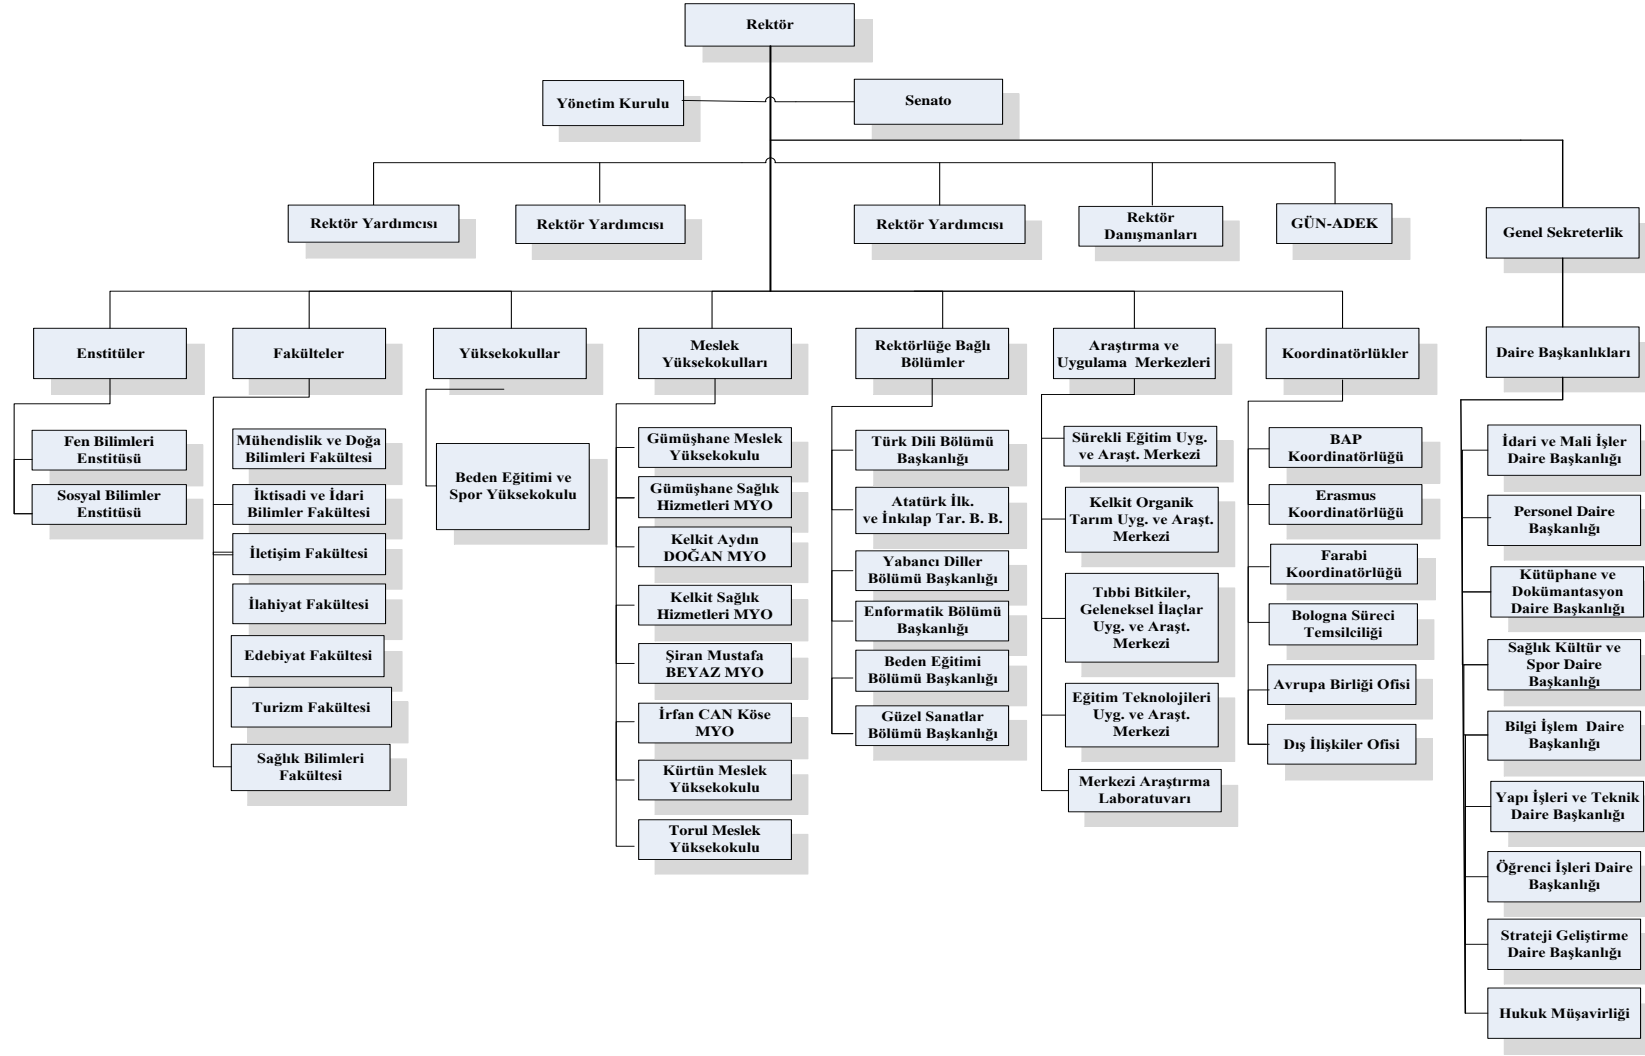 Rektör
Yönetim Kurulu
Senato
Rektör Yardımcısı
Rektör Yardımcısı
Rektör Yardımcısı
Rektör
Danışmanları
GÜN-ADEK
Genel Sekreterlik
Enstitüler
Fakülteler
Yüksekokullar
Meslek
Yüksekokulları
Rektörlüğe Bağlı
Bölümler
Araştırma ve
Uygulama Merkezleri
Koordinatörlükler
Daire Başkanlıkları
Fen Bilimleri
Enstitüsü
Sosyal Bilimler
Enstitüsü
Mühendislik ve Doğa
Bilimleri Fakültesi
İktisadi ve İdari
Bilimler Fakültesi
İletişim Fakültesi
İlahiyat Fakültesi
Edebiyat Fakültesi
Turizm Fakültesi
Sağlık Bilimleri
Fakültesi
Beden Eğitimi ve
Spor Yüksekokulu
Gümüşhane Meslek
Yüksekokulu
Gümüşhane Sağlık
Hizmetleri MYO
Kelkit Aydın
DOĞAN MYO
Kelkit Sağlık
Hizmetleri MYO
Şiran Mustafa
BEYAZ MYO
İrfan CAN Köse
MYO
Kürtün Meslek
Yüksekokulu
Torul Meslek
Yüksekokulu
Türk Dili Bölümü
Başkanlığı
Atatürk İlk.
ve İnkılap Tar. B. B.
Yabancı Diller
Bölümü Başkanlığı
Enformatik Bölümü
Başkanlığı
Beden Eğitimi
Bölümü Başkanlığı
Güzel Sanatlar
Bölümü Başkanlığı
Sürekli Eğitim Uyg.
ve Araşt. Merkezi
Kelkit Organik
Tarım Uyg. ve Araşt.
Merkezi
Tıbbi Bitkiler,
Geleneksel İlaçlar
Uyg. ve Araşt.
Merkezi
Eğitim Teknolojileri
Uyg. ve Araşt.
Merkezi
Merkezi Araştırma
Laboratuvarı
BAP
Koordinatörlüğü
Erasmus
Koordinatörlüğü
Farabi
Koordinatörlüğü
Bologna Süreci
Temsilciliği
Avrupa Birliği Ofisi
Dış İlişkiler Ofisi
İdari ve Mali İşler
Daire Başkanlığı
Personel Daire
Başkanlığı
Kütüphane ve
Dokümantasyon
Daire Başkanlığı
Sağlık Kültür ve
Spor Daire
Başkanlığı
Bilgi İşlem Daire
Başkanlığı
Yapı İşleri ve Teknik
Daire Başkanlığı
Öğrenci İşleri Daire
Başkanlığı
Strateji Geliştirme
Daire Başkanlığı
Hukuk Müşavirliği